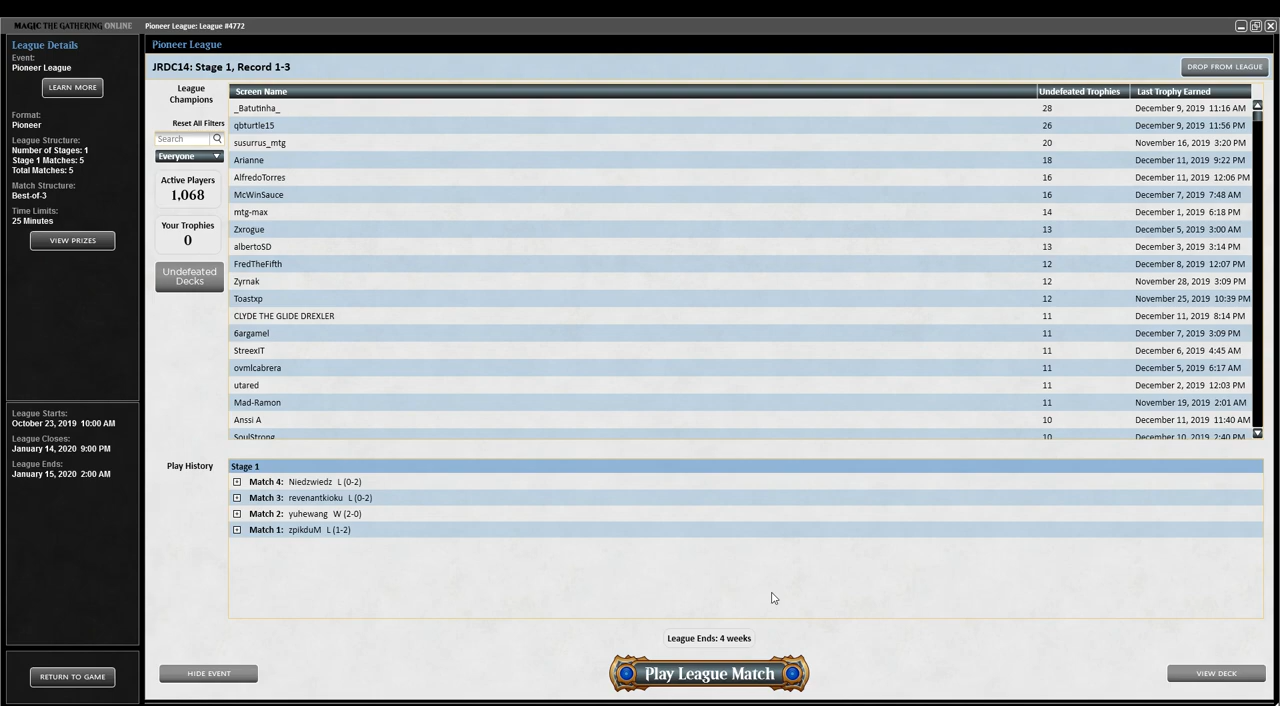 MAGIC THE GATHERING ONLINE
Pioneer League: League #4772
League Details
Event:
Pioneer League
LEARN MORE
Format:
Pioneer
League Structure:
Number of Stages: 1
Stage 1 Matches: 5
Total Matches: 5
Match Structure:
Best-of-3
Time Limits:
25 Minutes
VIEW PRIZES
League Starts:
October 23, 2019 10:00 AM
League Closes:
January 14, 2020 9:00 PM
League Ends:
January 15, 2020 2:00 AM
RETURN TO GAME
Pioneer League
JRDC14: Stage 1, Record 1-3
DROP FROM LEAGUE
League
Champions
Reset All Filters
Search
Everyone
Active Players
1,068
Your Trophies
0
Undefeated
Decks
Screen Name Undefeated Trophies Last Trophy Earned
_Batutinha_ 28 December 9, 2019 11:16 AM
qbturtle15 26 December 9, 2019 11:56 PM
susurrus_mtg 20 November 16, 2019 3:20 PM
Arianne 18 December 11, 2019 9:22 PM
AlfredoTorres 16 December 11, 2019 12:06 PM
McWinSauce 16 December 7, 2019 7:48 AM
mtg-max 14 December 1, 2019 6:18 PM
Zxrogue 13 December 5, 2019 3:00 AM
albertoSD 13 December 3, 2019 3:14 PM
FredTheFifth 12 December 8, 2019 12:07 PM
Zyrnak 12 November 28, 2019 3:09 PM
Toastxp 12 November 25, 2019 10:39 PM
CLYDE THE GLIDE DREXLER 11 December 11, 2019 8:14 PM
6argamel 11 December 7, 2019 3:09 PM
StreexIT 11 December 6, 2019 4:45 AM
ovmlcabrera 11 December 5, 2019 6:17 AM
utared 11 December 2, 2019 12:03 PM
Mad-Ramon 11 November 19, 2019 2:01 AM
Anssi A 10 December 11, 2019 11:40 AM
SoulStrong 10 December 10, 2019 2:40 PM
Play History
Stage 1
Match 4: Niedzwiedz L (0-2)
Match 3: revenantkioku L (0-2)
Match 2: yuhewang W (2-0)
Match 1: zpikduM L (1-2)
League Ends: 4 weeks
HIDE EVENT
Play League Match
VIEW DECK